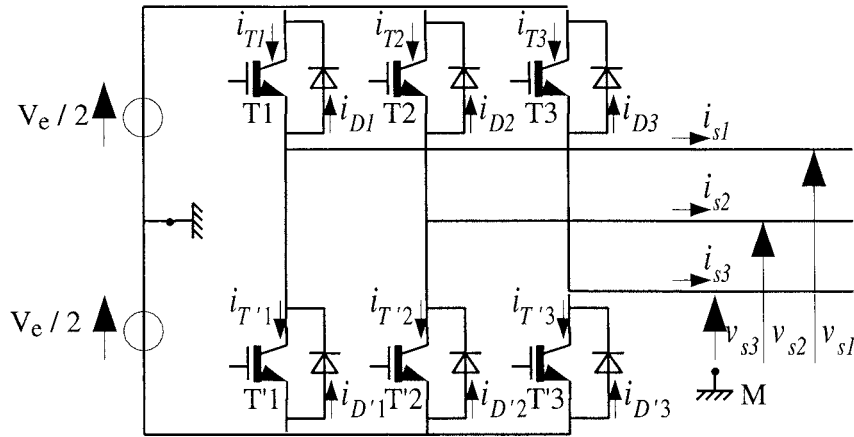 i_T1 i_T2 i_T3
V_e / 2 T1 i_D1 T2 i_D2 T3 i_D3 i_s1
i_s2
i_s3
V_e / 2 i_T'1 i_T'2 i_T'3 v_s3 v_s2 v_s1
T'1 i_D'1 T'2 i_D'2 T'3 i_D'3 M